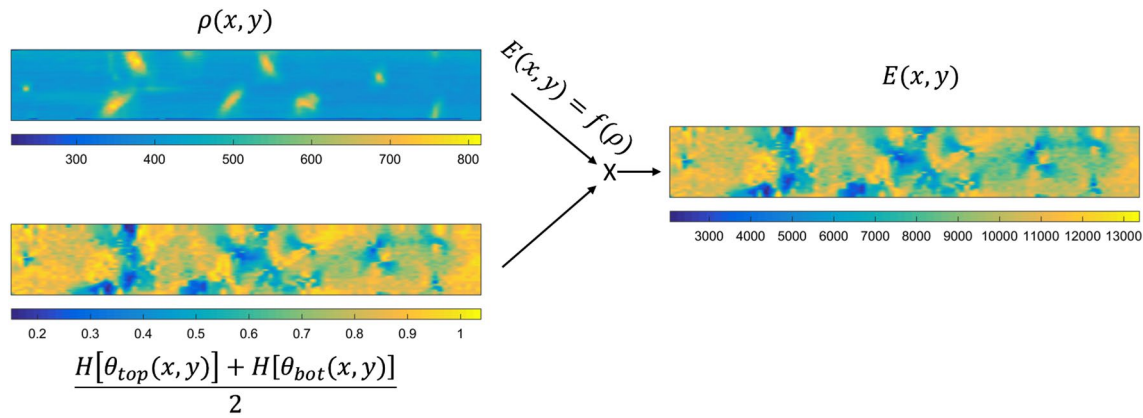 ρ(x, y)
300 400 500 600 700 800
E(x, y) = f(ρ)
X
E(x, y)
3000 4000 5000 6000 7000 8000 9000 10000 11000 12000 13000
0.2 0.3 0.4 0.5 0.6 0.7 0.8 0.9 1
H[θ_top(x, y)] + H[θ_bot(x, y)]
2